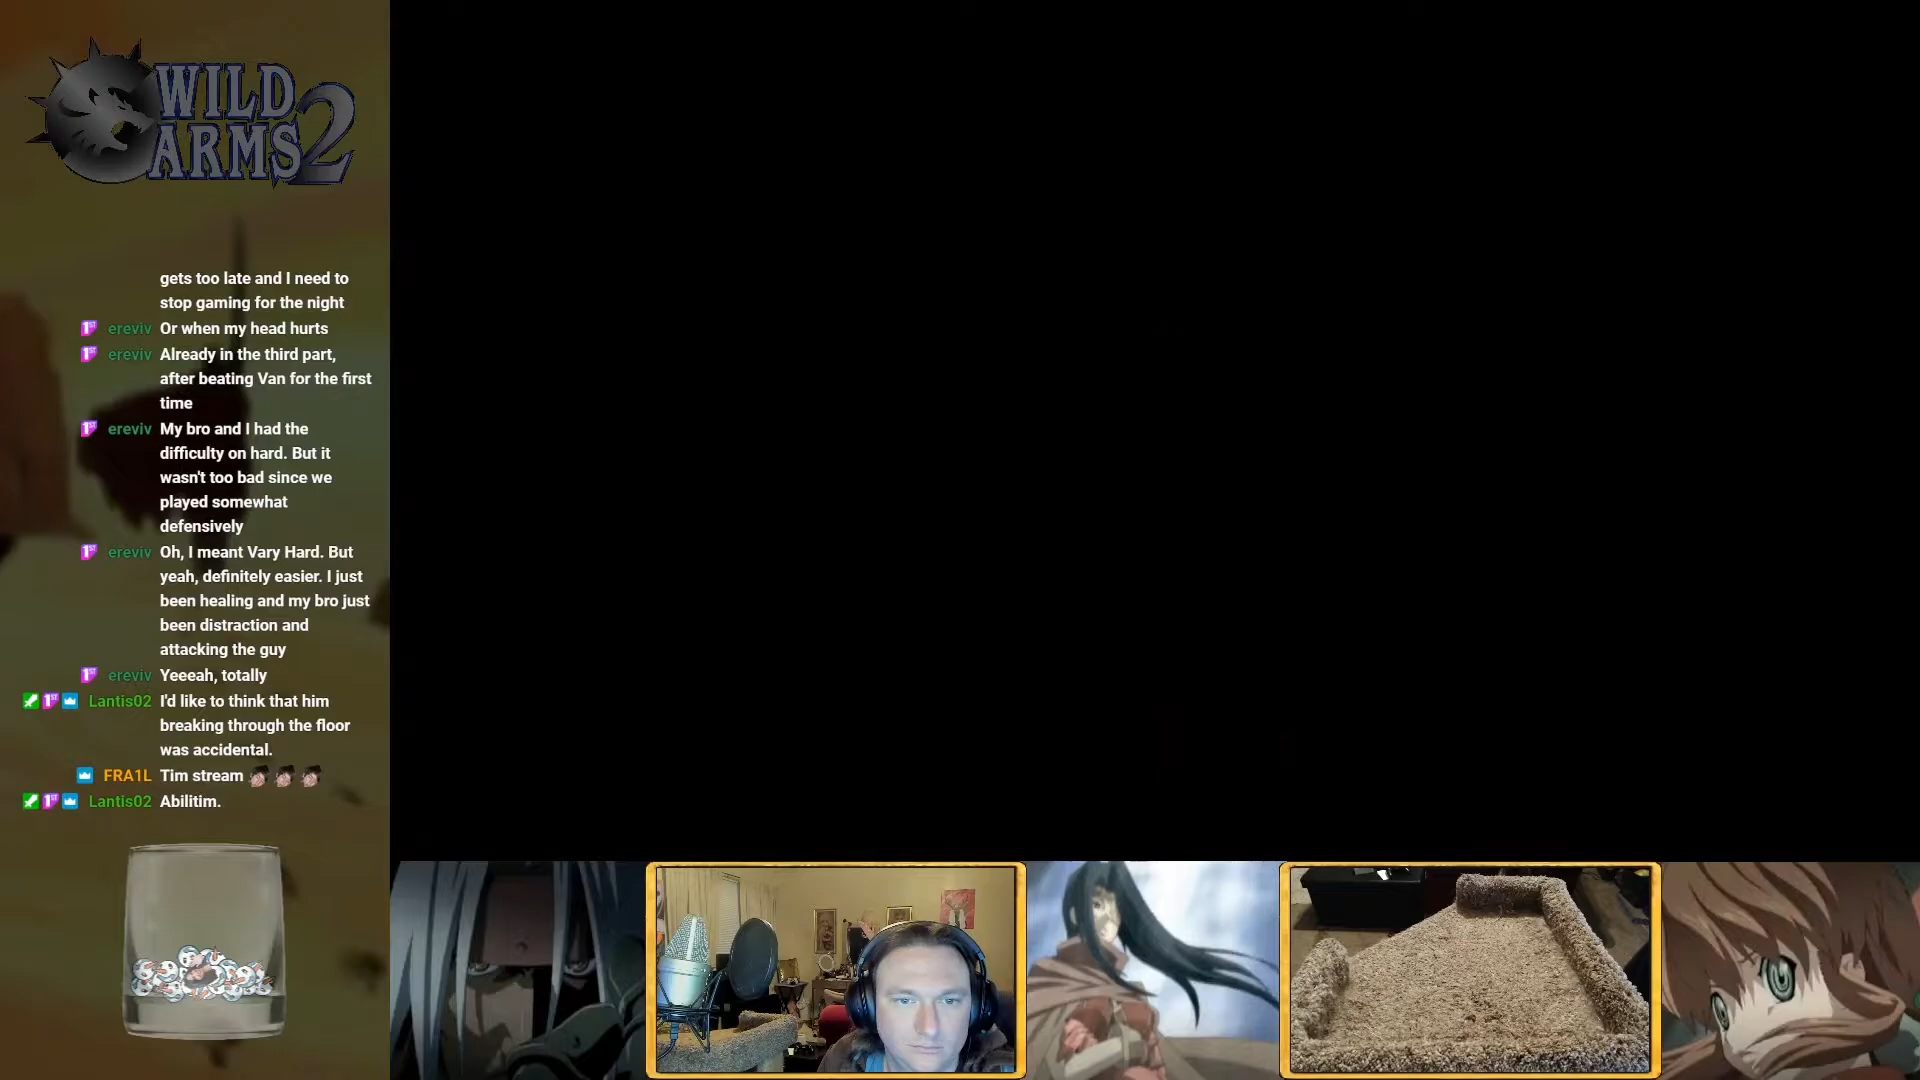 WILD
ARMS 2
gets too late and I need to
stop gaming for the night
ereviv Or when my head hurts
ereviv Already in the third part,
after beating Van for the first
time
ereviv My bro and I had the
difficulty on hard. But it
wasn't too bad since we
played somewhat
defensively
ereviv Oh, I meant Vary Hard. But
yeah, definitely easier. I just
been healing and my bro just
been distraction and
attacking the guy
ereviv Yeeeah, totally
Lantis02 I'd like to think that him
breaking through the floor
was accidental.
FRA1L Tim stream
Lantis02 Abilitim.